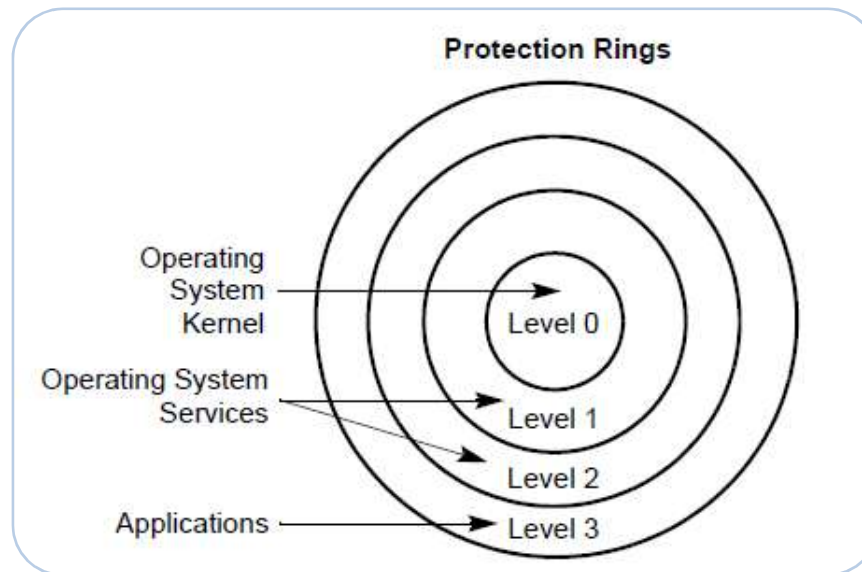 Protection Rings
Operating
System
Kernel
Level 0
Operating System
Services
Level 1
Level 2
Applications
Level 3